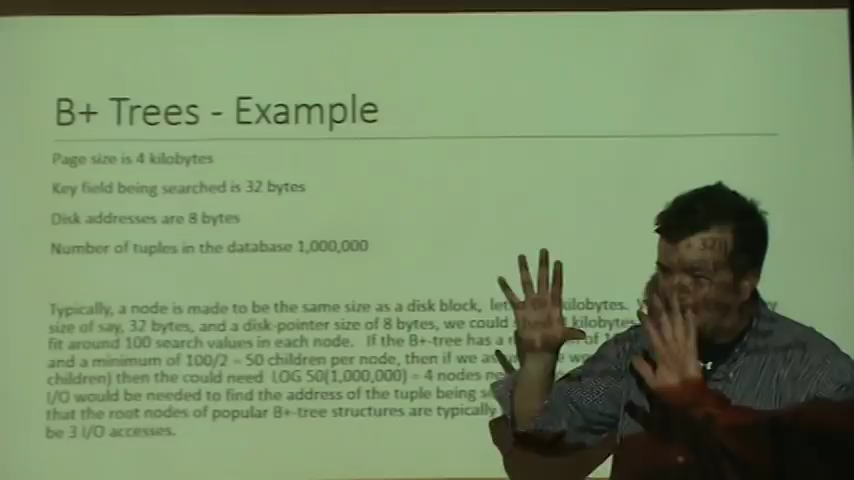 B+ Trees - Example
Page size is 4 kilobytes
Key field being searched is 32 bytes
Disk addresses are 8 bytes
Number of tuples in the database 1,000,000
Typically, a node is made to be the same size as a disk block, kilobytes.
size of say, 32 bytes, and a disk-pointer size of 8 bytes, we could kilobytes
fit around 100 search values in each node. If the B+-tree has a of
and a minimum of 100/2 = 50 children per node, then if we
children) then the could need LOG 50(1,000,000) = 4 nodes
I/O would be needed to find the address of the tuple being
that the root nodes of popular B+-tree structures are typically
be 3 I/O accesses.